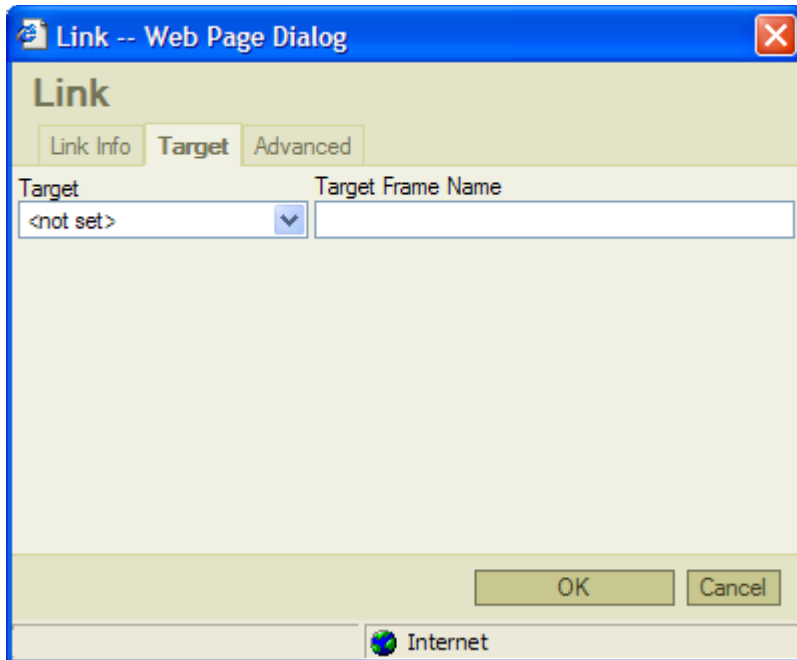 Link -- Web Page Dialog
Link
Link Info Target Advanced
Target Target Frame Name
<not set>
OK Cancel
Internet